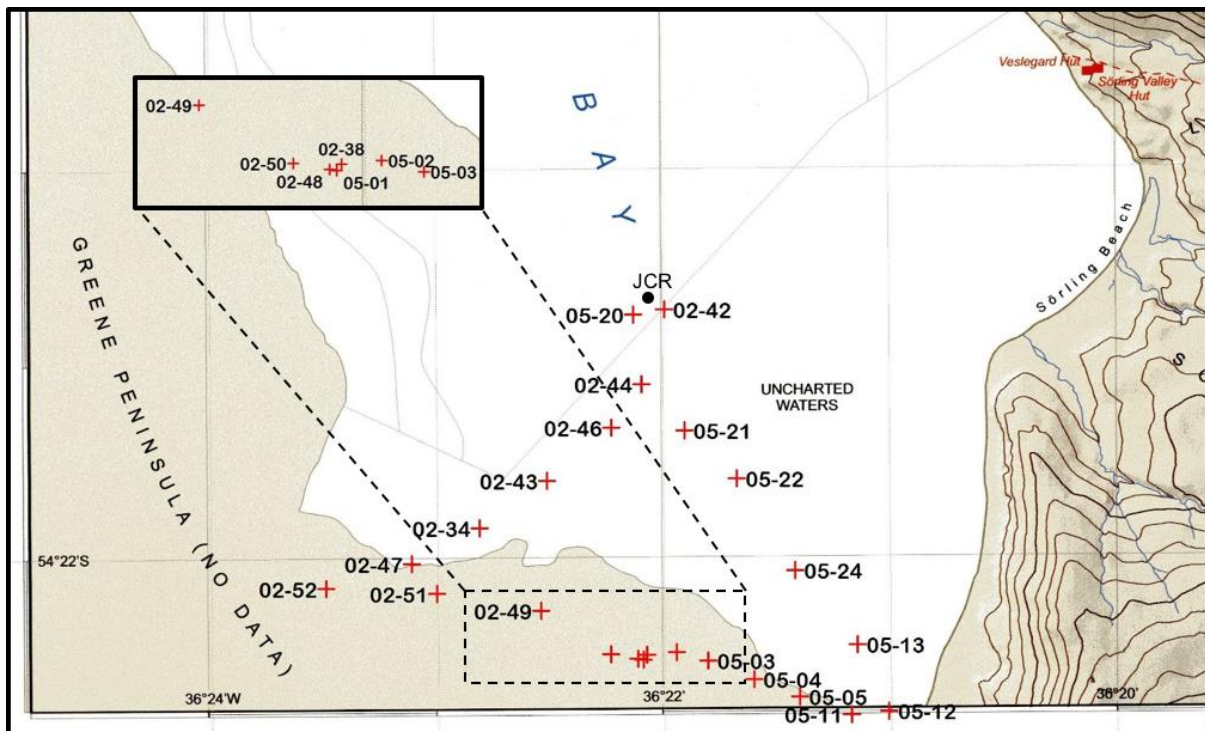 Veslegard Hut
Sörling Valley
Hut
B A Y
02-49
02-38
02-50
05-02
02-48
05-01
05-03
Sörling Beach
GREENE PENINSULA (NO DATA)
JCR
05-20
02-42
02-44
UNCHARTED
WATERS
02-46
05-21
02-43
05-22
02-34
54°22'S
02-47
05-24
02-52
02-51
02-49
05-13
05-03
05-04
36°24'W
36°22'
36°20'
05-05
05-11
05-12
L
S O